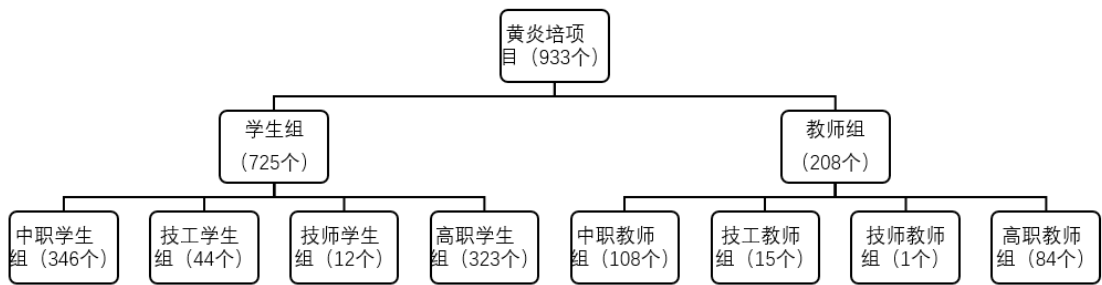 黄炎培项
目（933个）
学生组
（725个）
教师组
（208个）
中职学生
组（346个）
技工学生
组（44个）
技师学生
组（12个）
高职学生
组（323个）
中职教师
组（108个）
技工教师
组（15个）
技师教师
组（1个）
高职教师
组（84个）